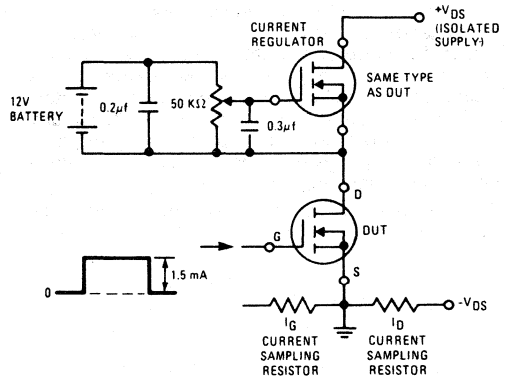 +VDS
(ISOLATED
SUPPLY)
CURRENT
REGULATOR
SAME TYPE
AS DUT
12V
BATTERY
0.2µf
50 KΩ
0.3µf
D
DUT
G
S
0
1.5 mA
-VDS
IG
CURRENT
SAMPLING
RESISTOR
ID
CURRENT
SAMPLING
RESISTOR